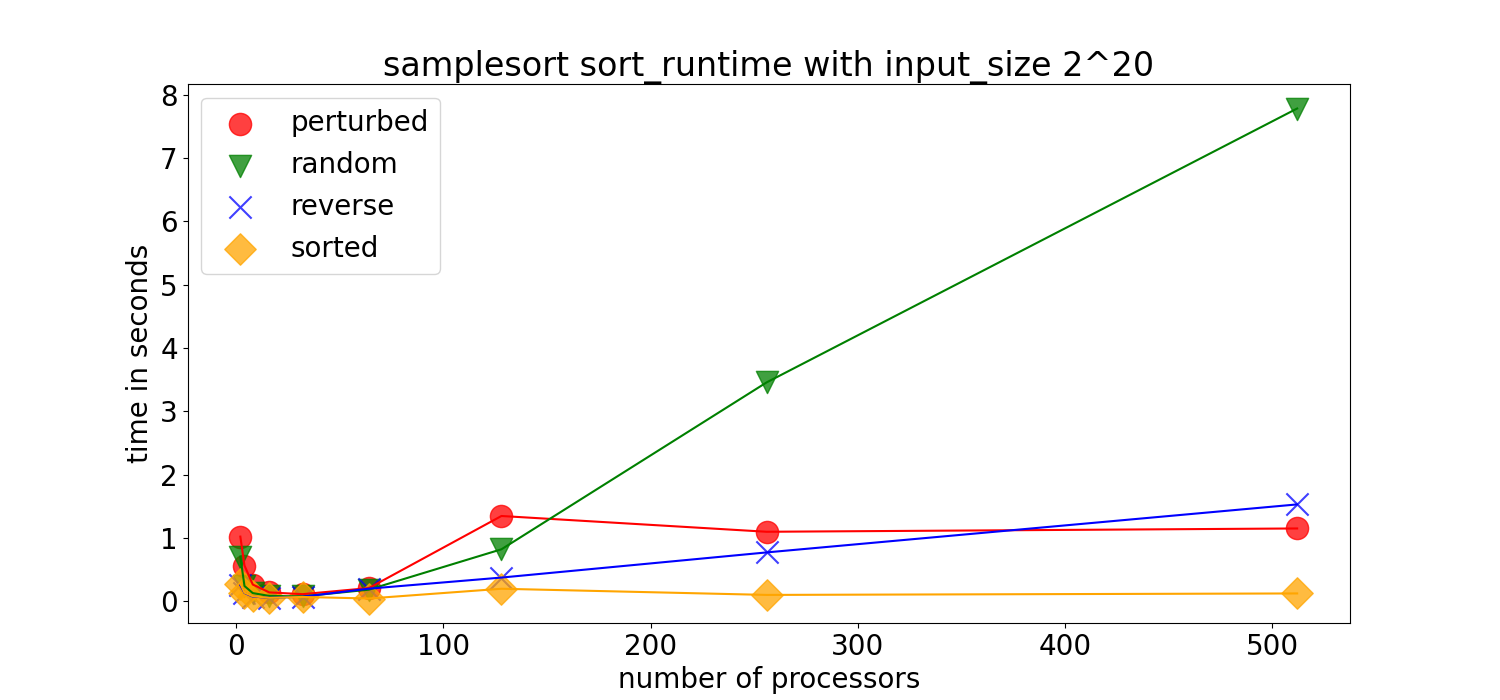 samplesort sort_runtime with input_size 2^20
8
7
6
5
4
3
2
1
0
time in seconds
perturbed
random
reverse
sorted
0 100 200 300 400 500
number of processors